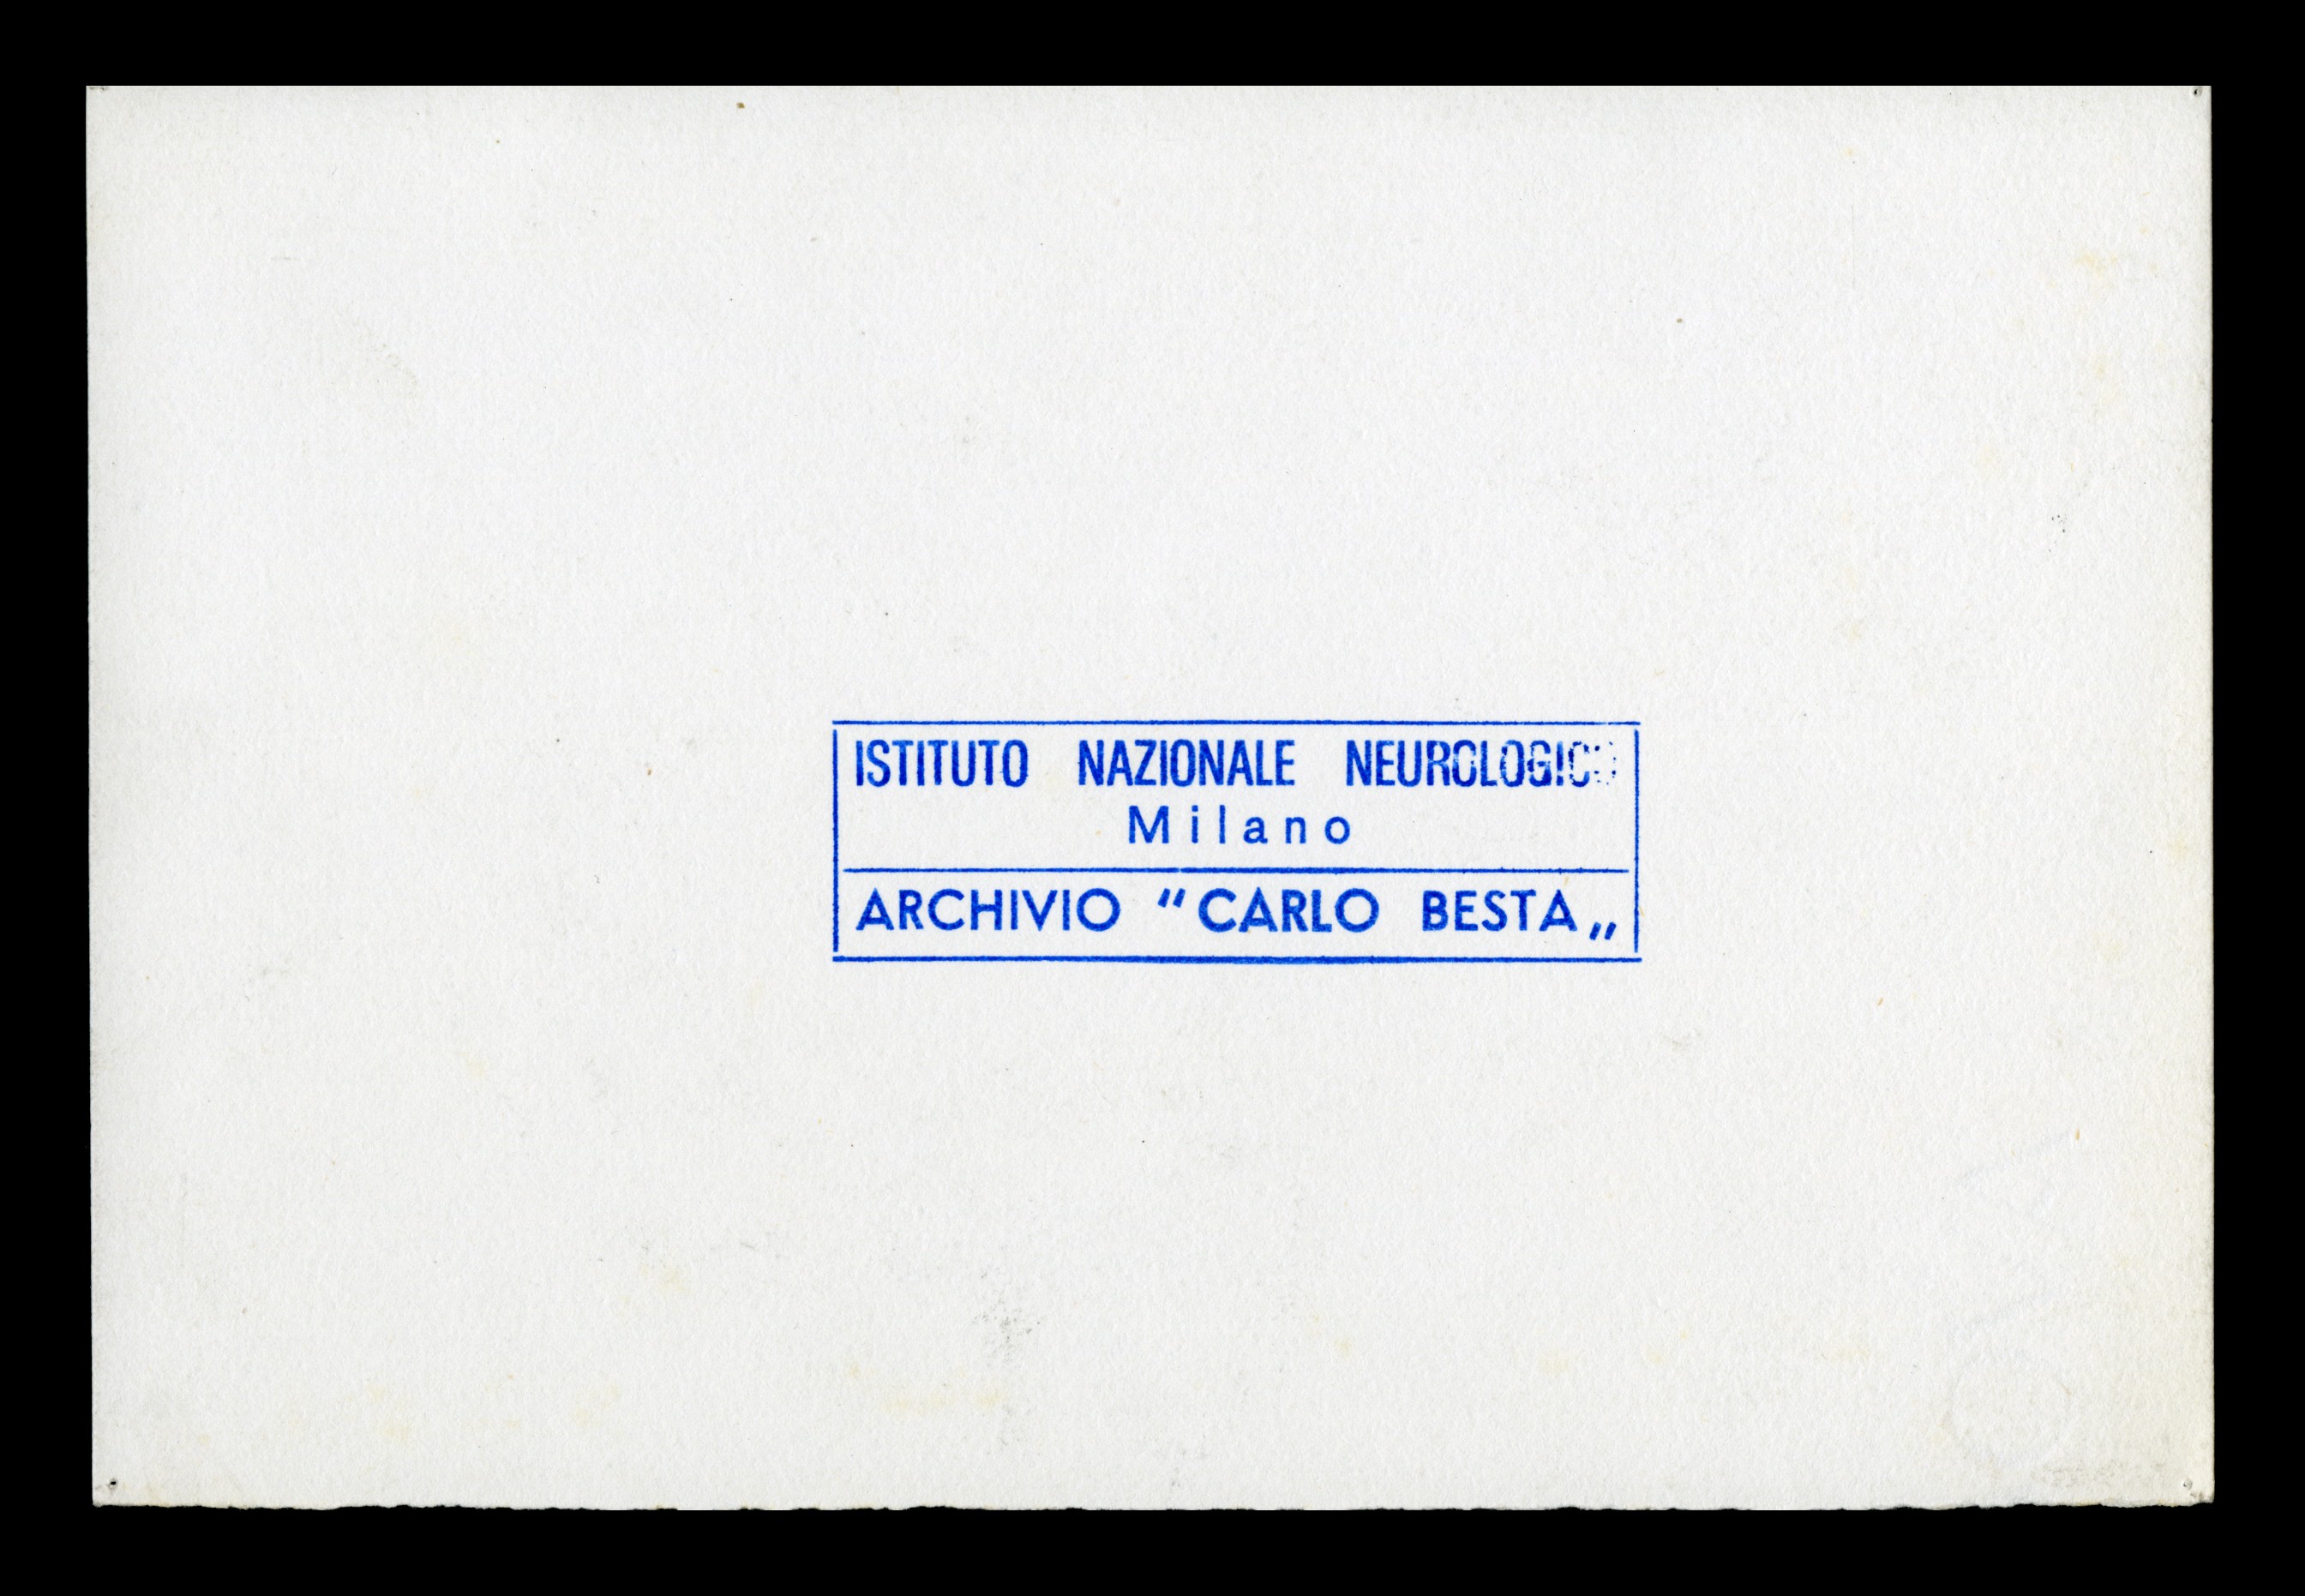 ISTITUTO NAZIONALE NEUROLOGICO
Milano
ARCHIVIO “CARLO BESTA„